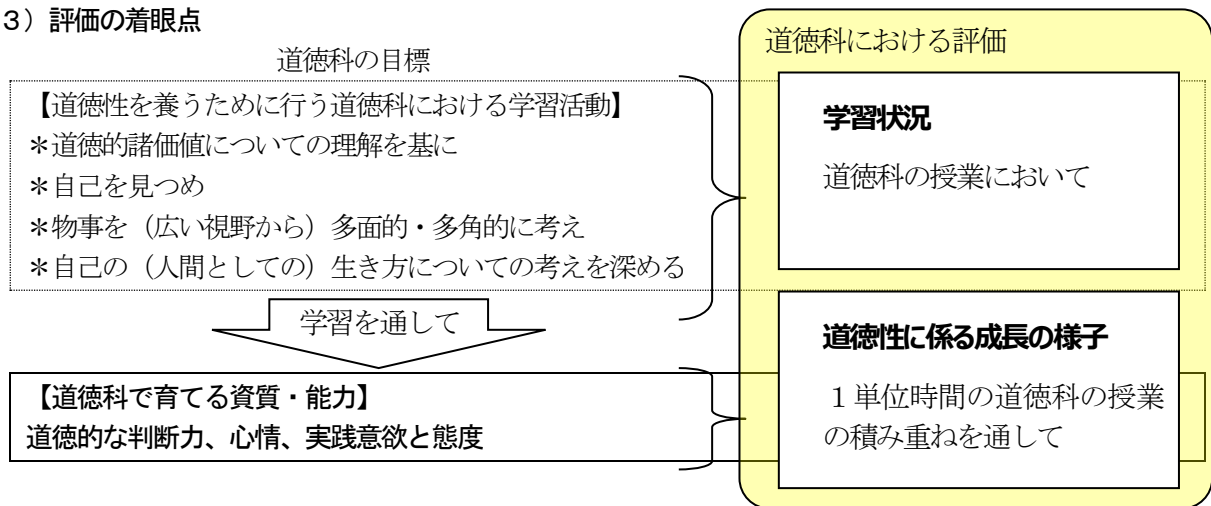 ３）評価の着眼点
道徳科の目標
【道徳性を養うために行う道徳科における学習活動】
＊道徳的諸価値についての理解を基に
＊自己を見つめ
＊物事を（広い視野から）多面的・多角的に考え
＊自己の（人間としての）生き方についての考えを深める
学習を通して
【道徳科で育てる資質・能力】
道徳的な判断力、心情、実践意欲と態度
道徳科における評価
学習状況
道徳科の授業において
道徳性に係る成長の様子
１単位時間の道徳科の授業
の積み重ねを通して